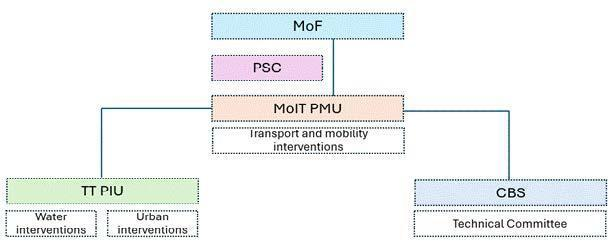 MoF
PSC
MoIT PMU
Transport and mobility
interventions
TT PIU
CBS
Water
interventions
Urban
interventions
Technical Committee